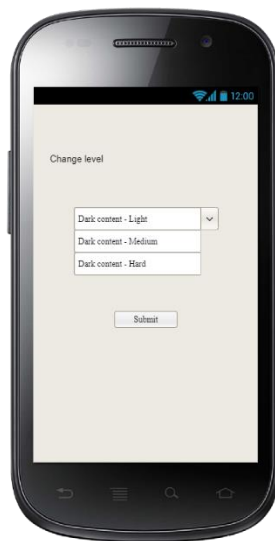 12:00
Change level
Dark content - Light
Dark content - Medium
Dark content - Hard
Submit